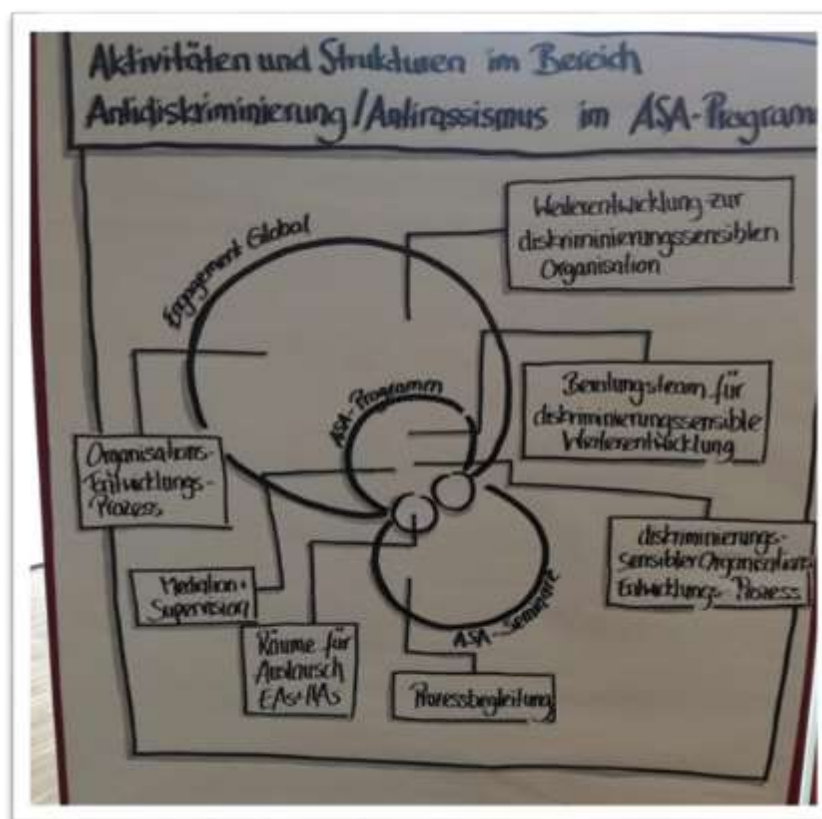 Aktivitäten und Strukturen im Bereich
Antidiskriminierung/Antirassismus im ASA-Programm
Engagement Global
Weiterentwicklung zur
diskriminierungssensiblen
Organisation
ASA-Programm
Beratungsteam für
diskriminierungssensible
Weiterentwicklung
Organisations-
Entwicklungs-
Prozess
diskriminierungs-
sensibler Organisations-
Entwicklungs-Prozess
Mediation+
Supervision
ASA-Seminare
Räume für
Austausch
Prozessbegleitung